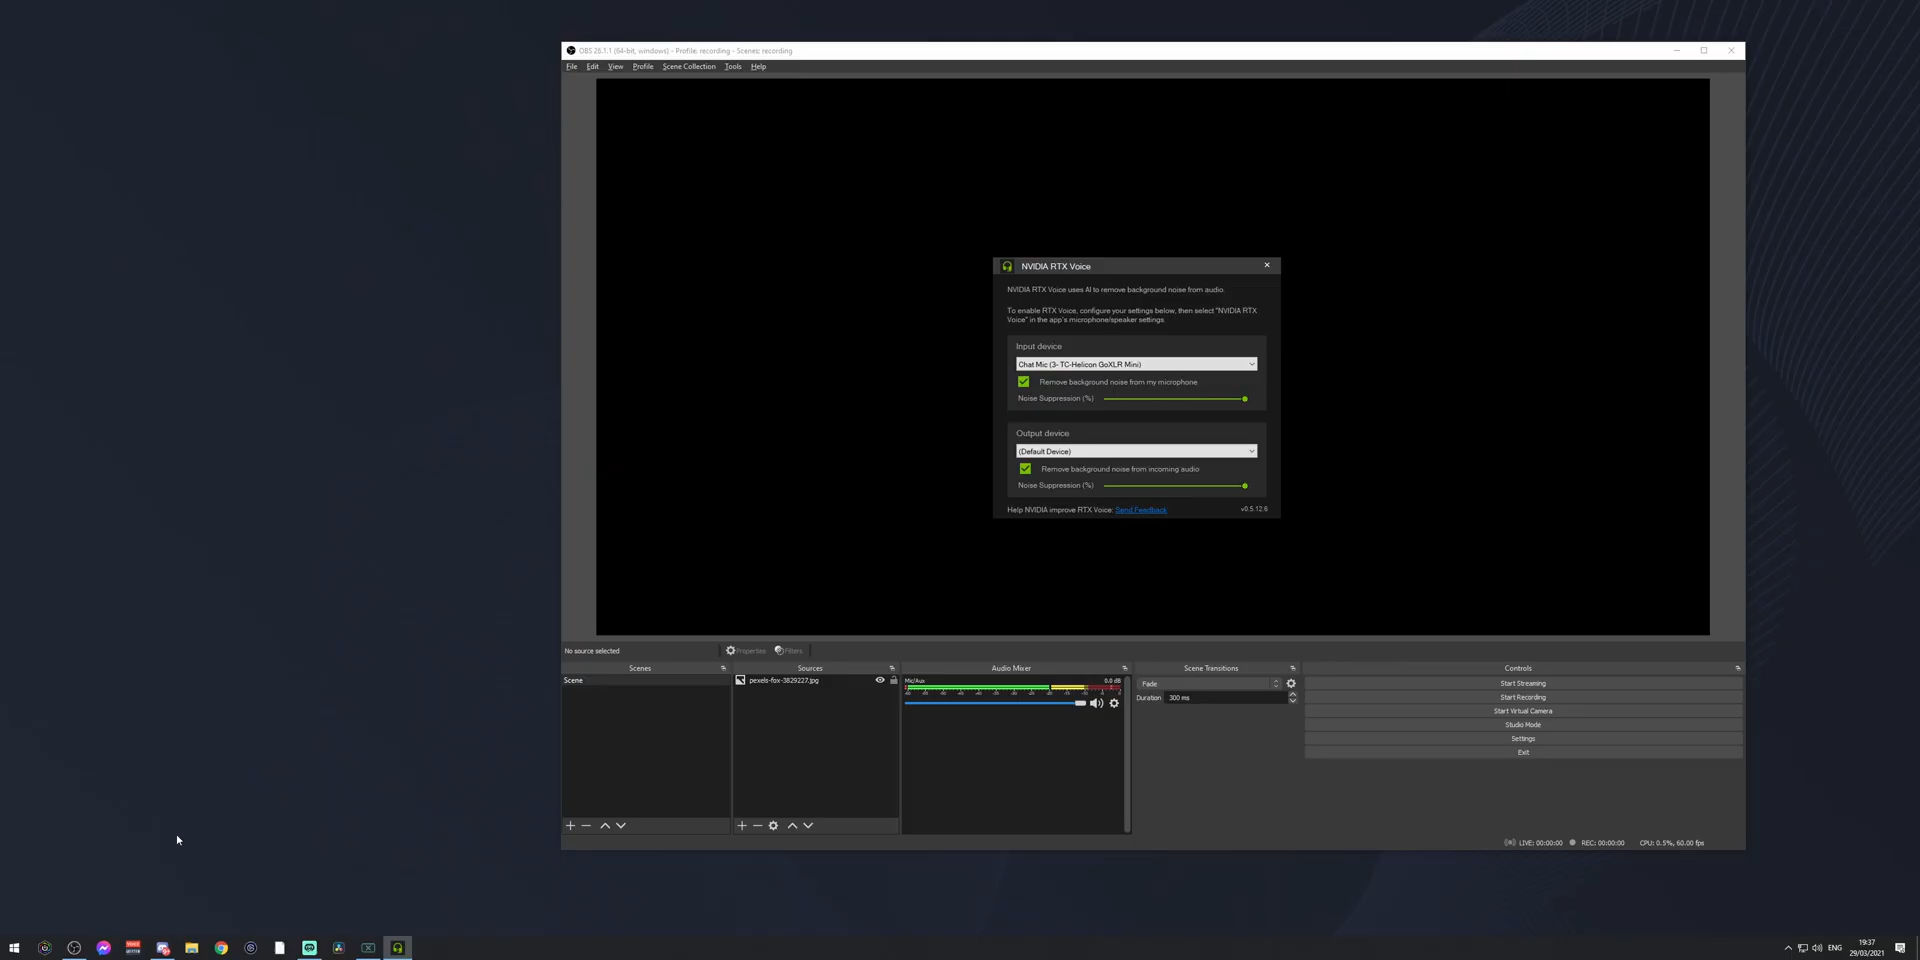 OBS 26.1.1 (64-bit, windows) - Profile: recording - Scenes: recording
File Edit View Profile Scene Collection Tools Help
NVIDIA RTX Voice
NVIDIA RTX Voice uses AI to remove background noise from audio.
To enable RTX Voice, configure your settings below, then select "NVIDIA RTX
Voice" in the app's microphone/speaker settings.
Input device
Chat Mic (3- TC-Helicon GoXLR Mini)
Remove background noise from my microphone
Noise Suppression (%)
Output device
(Default Device)
Remove background noise from incoming audio
Noise Suppression (%)
Help NVIDIA improve RTX Voice: Send Feedback v0.5.12.6
No source selected Properties Filters
Scenes Sources Audio Mixer Scene Transitions Controls
Scene
pexels-fox-3829227.jpg
Mic/Aux 0.0 dB
Fade
Duration 300 ms
Start Streaming
Start Recording
Start Virtual Camera
Studio Mode
Settings
Exit
LIVE: 00:00:00 REC: 00:00:00 CPU: 0.5%, 60.00 fps
ENG
19:37
29/03/2021